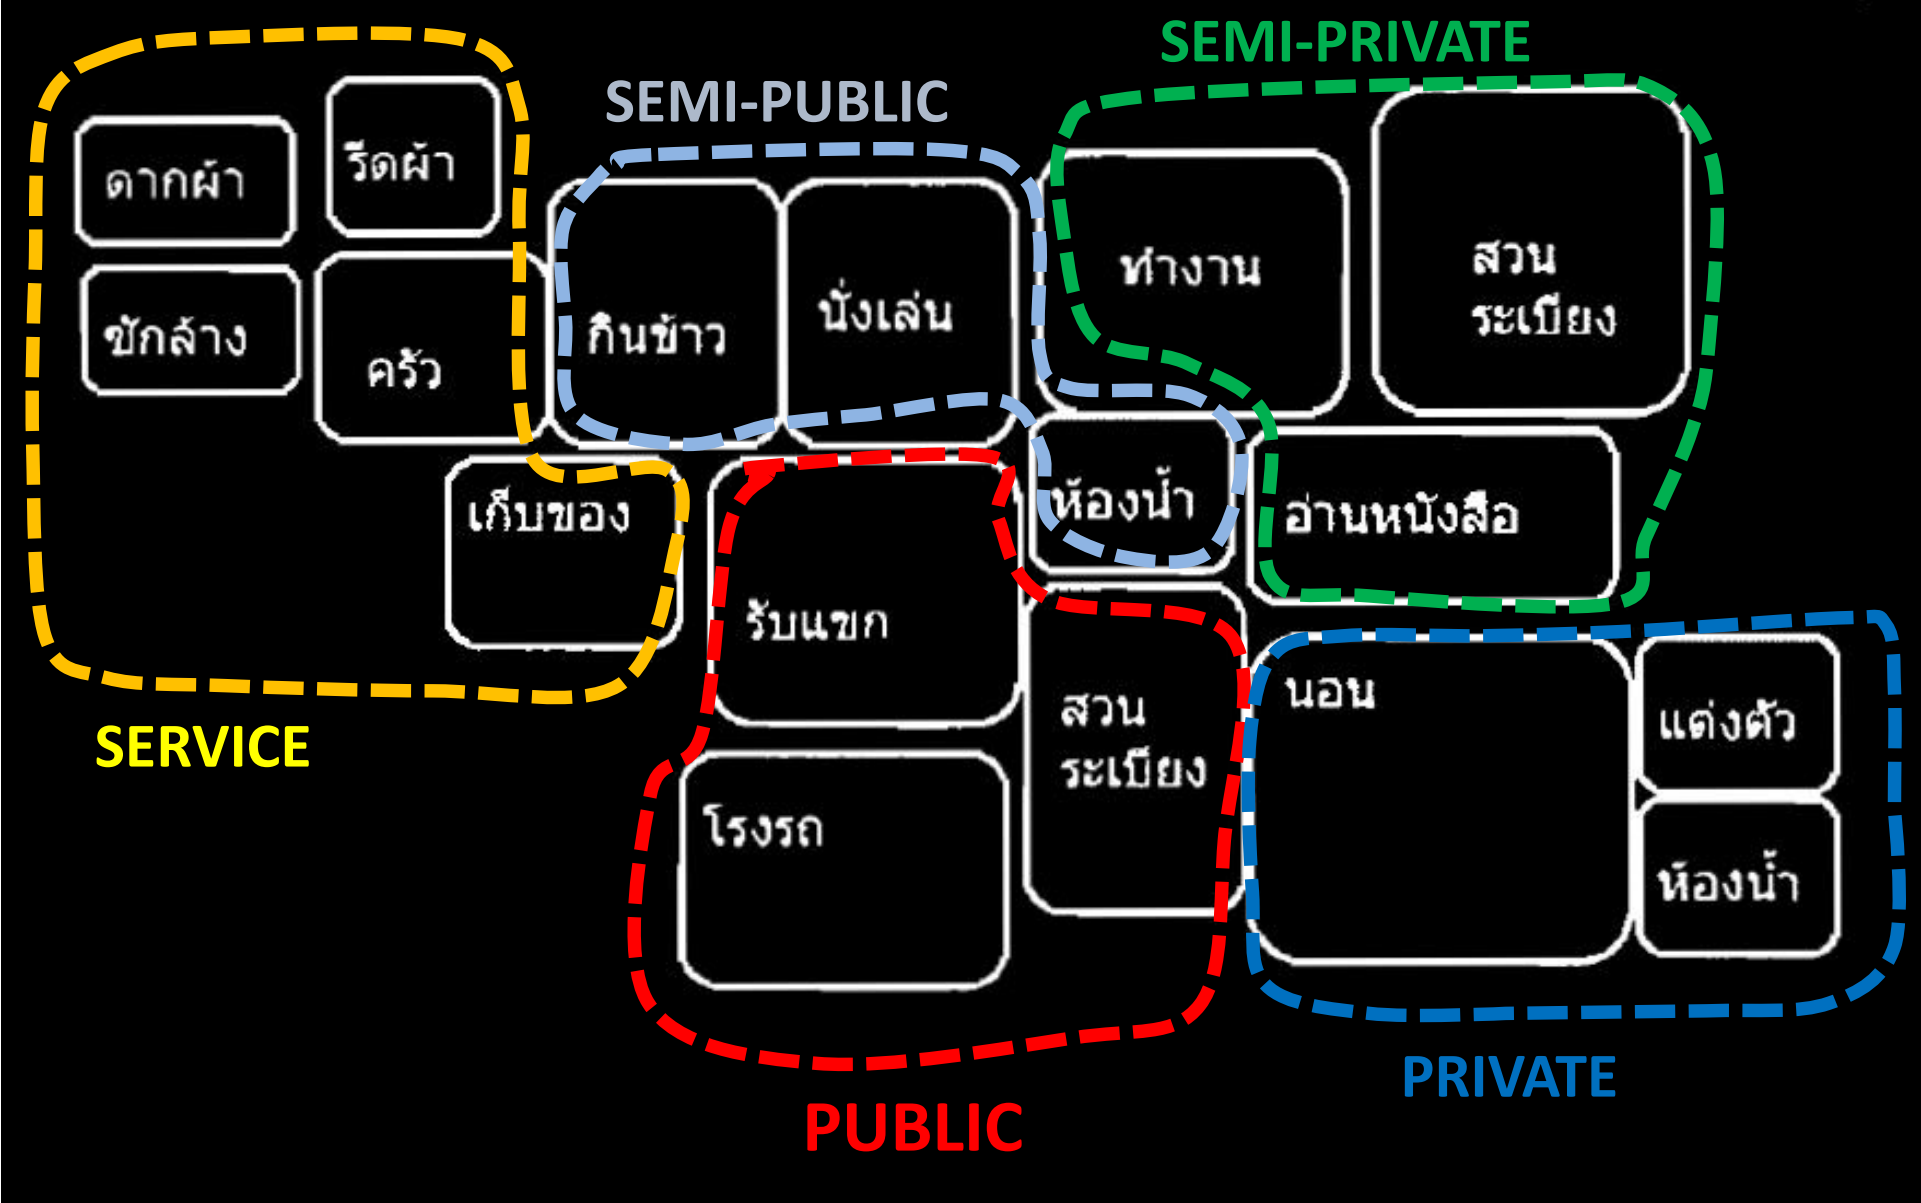 SEMI-PRIVATE
SEMI-PUBLIC
ตากผ้า
รีดผ้า
ซักล้าง
ครัว
กินข้าว
นั่งเล่น
ทำงาน
สวน
ระเบียง
เก็บของ
ห้องน้ำ
อ่านหนังสือ
รับแขก
สวน
ระเบียง
นอน
แต่งตัว
SERVICE
โรงรถ
ห้องน้ำ
PRIVATE
PUBLIC